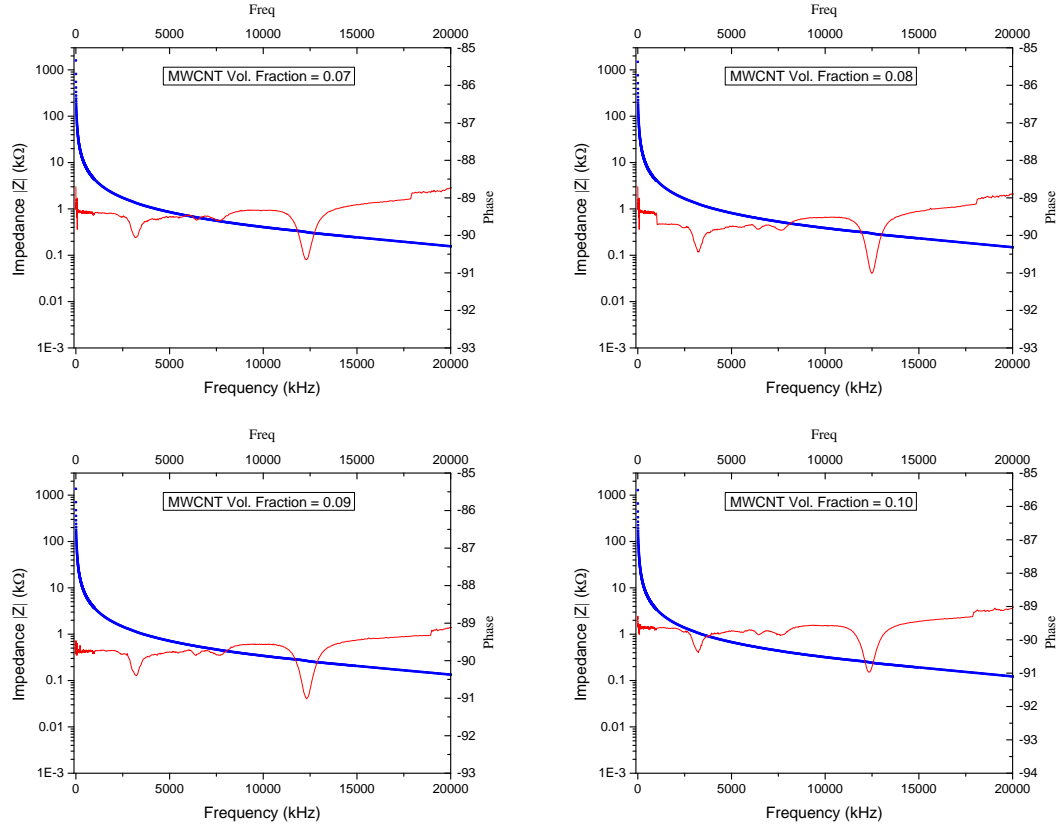 Freq
0 5000 10000 15000 20000
MWCNT Vol. Fraction = 0.07
1000
100
10
1
0.1
0.01
1E-3
Impedance |Z| (kΩ)
-85
-86
-87
-88
-89
-90
-91
-92
-93
Phase
0 5000 10000 15000 20000
Frequency (kHz)
Freq
0 5000 10000 15000 20000
MWCNT Vol. Fraction = 0.08
1000
100
10
1
0.1
0.01
1E-3
Impedance |Z| (kΩ)
-85
-86
-87
-88
-89
-90
-91
-92
-93
Phase
0 5000 10000 15000 20000
Frequency (kHz)
Freq
0 5000 10000 15000 20000
MWCNT Vol. Fraction = 0.09
1000
100
10
1
0.1
0.01
1E-3
Impedance |Z| (kΩ)
-85
-86
-87
-88
-89
-90
-91
-92
-93
Phase
0 5000 10000 15000 20000
Frequency (kHz)
Freq
0 5000 10000 15000 20000
MWCNT Vol. Fraction = 0.10
1000
100
10
1
0.1
0.01
1E-3
Impedance |Z| (kΩ)
-85
-86
-87
-88
-89
-90
-91
-92
-93
-94
Phase
0 5000 10000 15000 20000
Frequency (kHz)